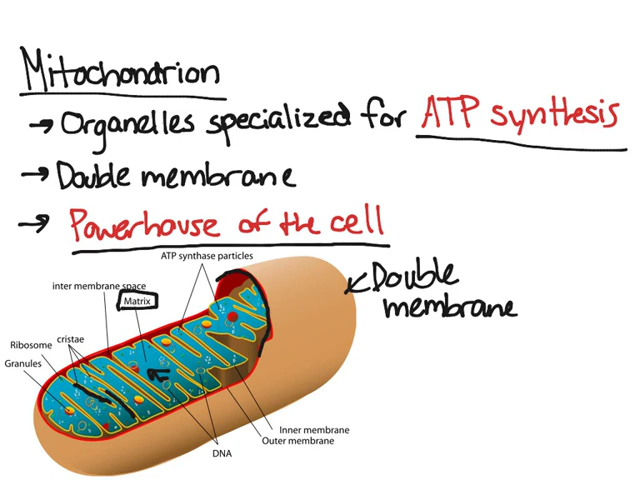 Mitochondrion
→ Organelles specialized for ATP synthesis
→ Double membrane
→ Powerhouse of the cell
ATP synthase particles
inter membrane space
Matrix
Ribosome
cristae
Granules
← Double
membrane
Inner membrane
Outer membrane
DNA